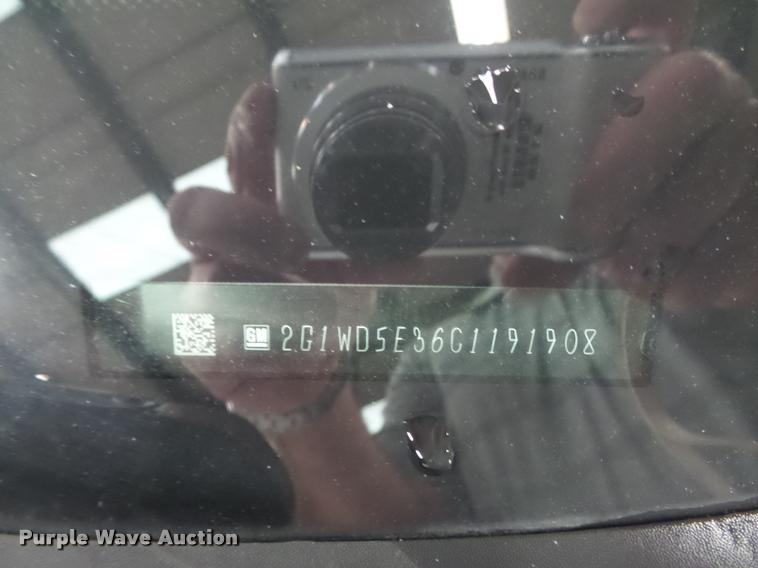 GM 2G1WD5E36C1191908
Purple Wave Auction